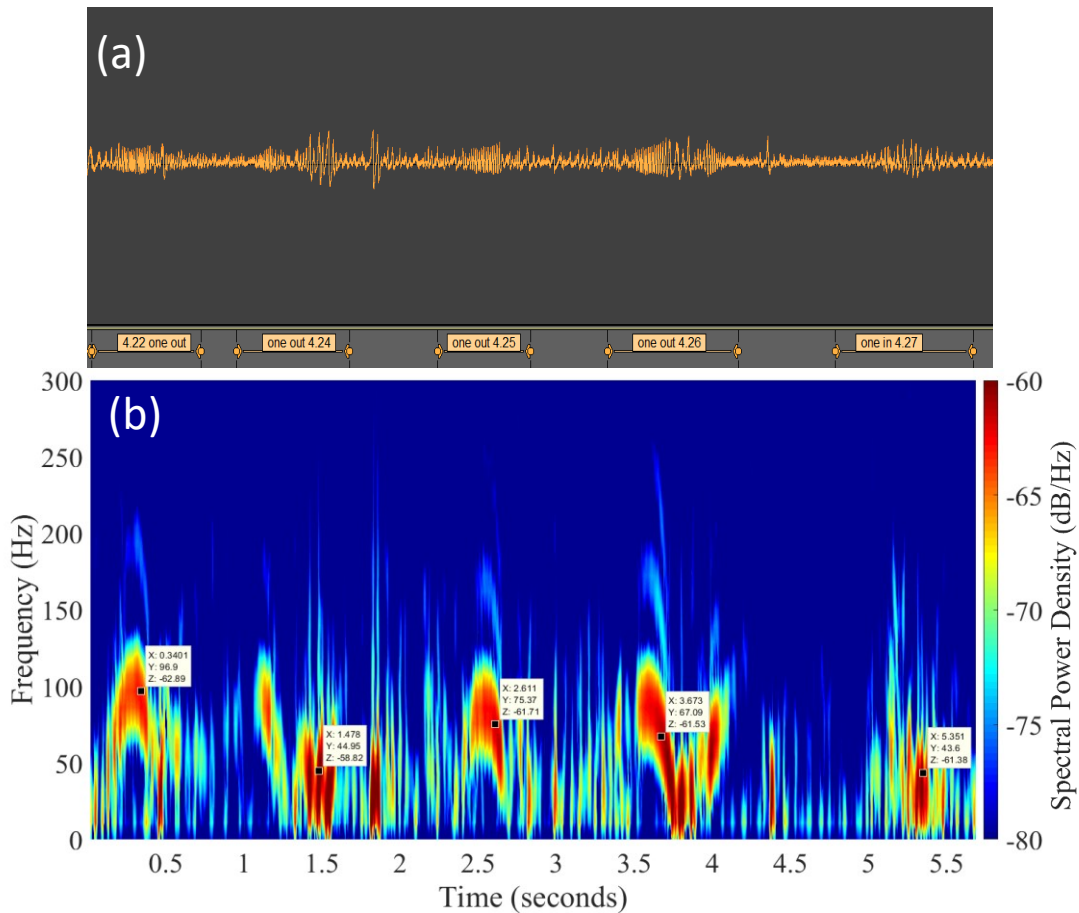 (a)
4.22 one out
one out 4.24
one out 4.25
one out 4.26
one in 4.27
(b)
300
250
200
150
100
50
0
Frequency (Hz)
X: 0.3401
Y: 96.9
Z: -62.89
X: 1.478
Y: 44.95
Z: -58.82
X: 2.611
Y: 75.37
Z: -61.71
X: 3.673
Y: 67.09
Z: -61.53
X: 5.351
Y: 43.6
Z: -61.38
0.5
1
1.5
2
2.5
3
3.5
4
4.5
5
5.5
Time (seconds)
-60
-65
-70
-75
-80
Spectral Power Density (dB/Hz)